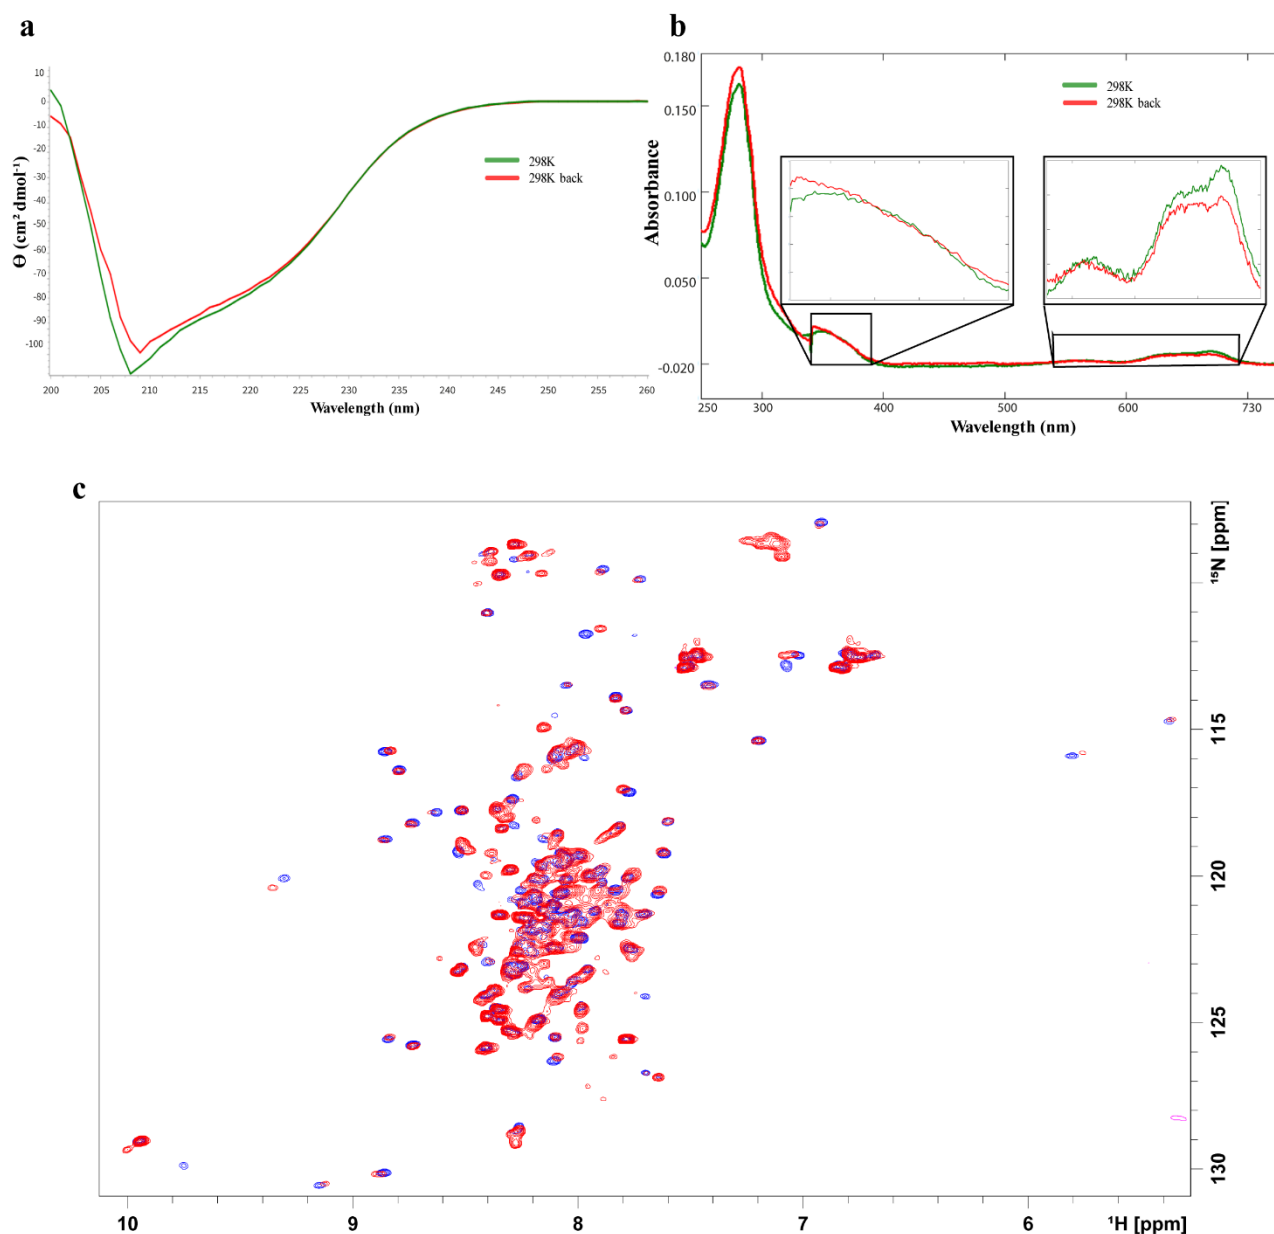 a
10
0
-10
-20
-30
-40
-50
-60
-70
-80
-90
-100
ϴ (cm² dmol⁻¹)
298K
298K back
200 205 210 215 220 225 230 235 240 245 250 255 260
Wavelength (nm)
b
0.180
0.150
0.100
0.050
-0.020
Absorbance
298K
298K back
250 300 400 500 600 730
Wavelength (nm)
c
¹⁵N [ppm]
115
120
125
130
10 9 8 7 6 ¹H [ppm]